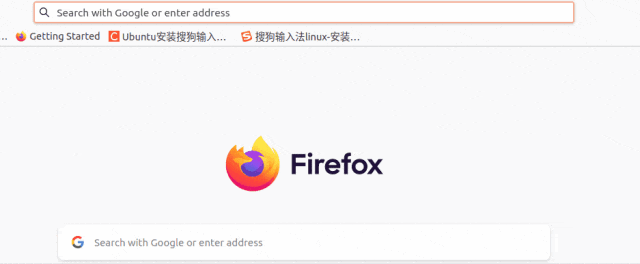 Search with Google or enter address
… Getting Started Ubuntu安装搜狗输入… 搜狗输入法linux-安装…
Firefox
Search with Google or enter address